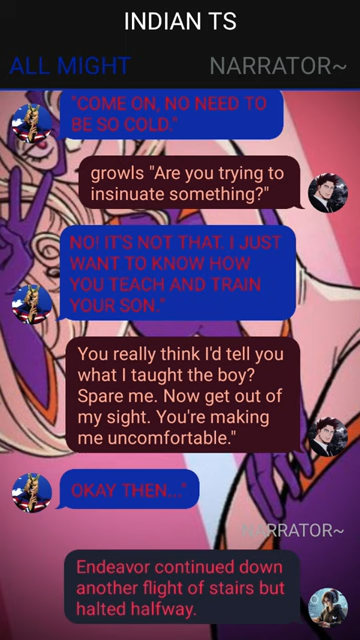 INDIAN TS
ALL MIGHT NARRATOR~
"COME ON, NO NEED TO
BE SO COLD."
growls "Are you trying to
insinuate something?"
NO! IT'S NOT THAT. I JUST
WANT TO KNOW HOW
YOU TEACH AND TRAIN
YOUR SON."
You really think I'd tell you
what I taught the boy?
Spare me. Now get out of
my sight. You're making
me uncomfortable."
OKAY THEN..."
NARRATOR~
Endeavor continued down
another flight of stairs but
halted halfway.